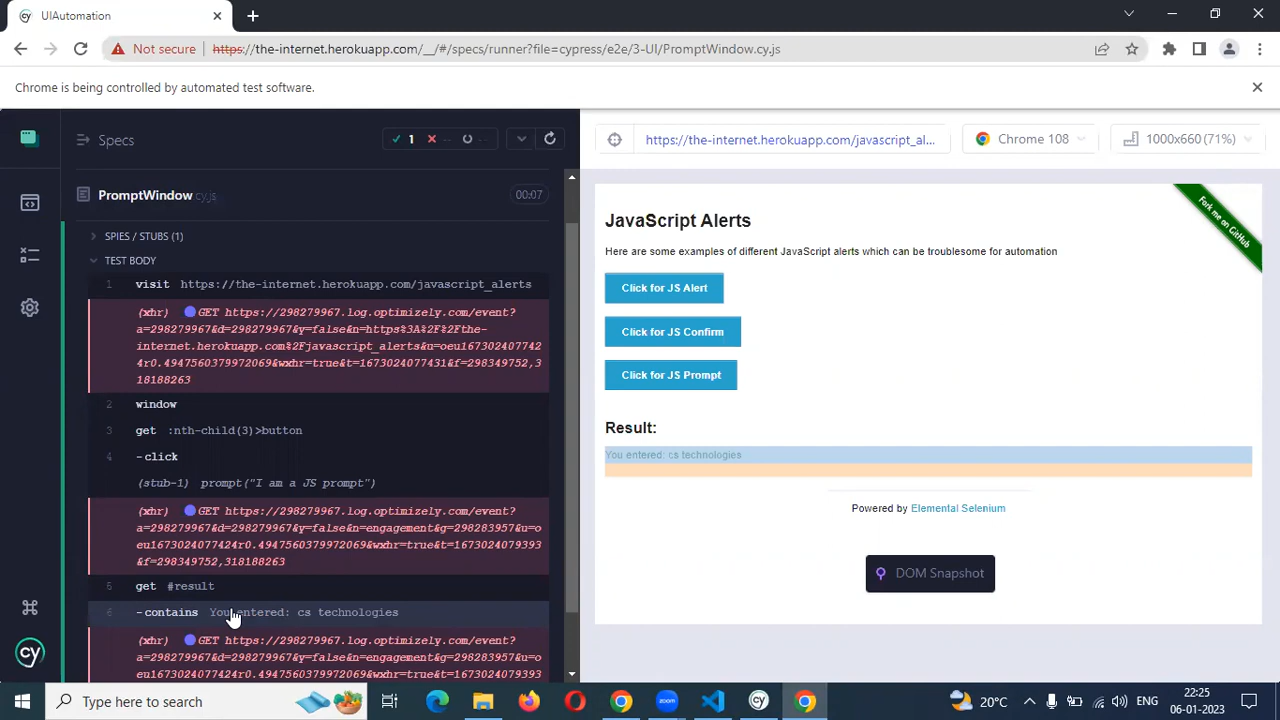 UIAutomation
Not secure https://the-internet.herokuapp.com/__/#/specs/runner?file=cypress/e2e/3-UI/PromptWindow.cy.js
Chrome is being controlled by automated test software.
Specs
1 -- --
https://the-internet.herokuapp.com/javascript_al...
Chrome 108
1000x660 (71%)
PromptWindow cy.js
00:07
SPIES / STUBS (1)
TEST BODY
1 visit https://the-internet.herokuapp.com/javascript_alerts
(xhr) GET https://298279967.log.optimizely.com/event?
a=298279967&d=298279967&y=false&n=https%3A%2F%2Fthe-
internet.herokuapp.com%2Fjavascript_alerts&u=oeu167302407742
4r0.4947560379972069&wxhr=true&t=1673024077431&f=298349752,3
18188263
2 window
3 get :nth-child(3)>button
4 -click
(stub-1) prompt("I am a JS prompt")
(xhr) GET https://298279967.log.optimizely.com/event?
a=298279967&d=298279967&y=false&n=engagement&g=298283957&u=o
eu1673024077424r0.4947560379972069&wxhr=true&t=1673024079393
&f=298349752,318188263
5 get #result
6 -contains You entered: cs technologies
(xhr) GET https://298279967.log.optimizely.com/event?
a=298279967&d=298279967&y=false&n=engagement&g=298283957&u=o
eu1673024077424r0.4947560379972069&wxhr=true&t=1673024079393
JavaScript Alerts
Here are some examples of different JavaScript alerts which can be troublesome for automation
Click for JS Alert
Click for JS Confirm
Click for JS Prompt
Result:
You entered: cs technologies
Powered by Elemental Selenium
DOM Snapshot
Fork me on GitHub
cy
Type here to search
zoom
20°C
ENG
22:25
06-01-2023